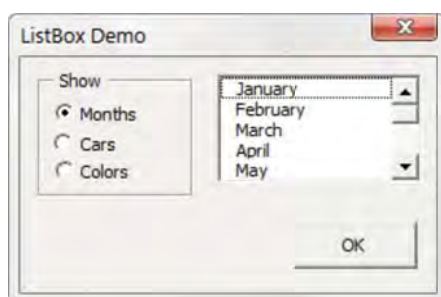 ListBox Demo
Show
Months
Cars
Colors
January
February
March
April
May
OK